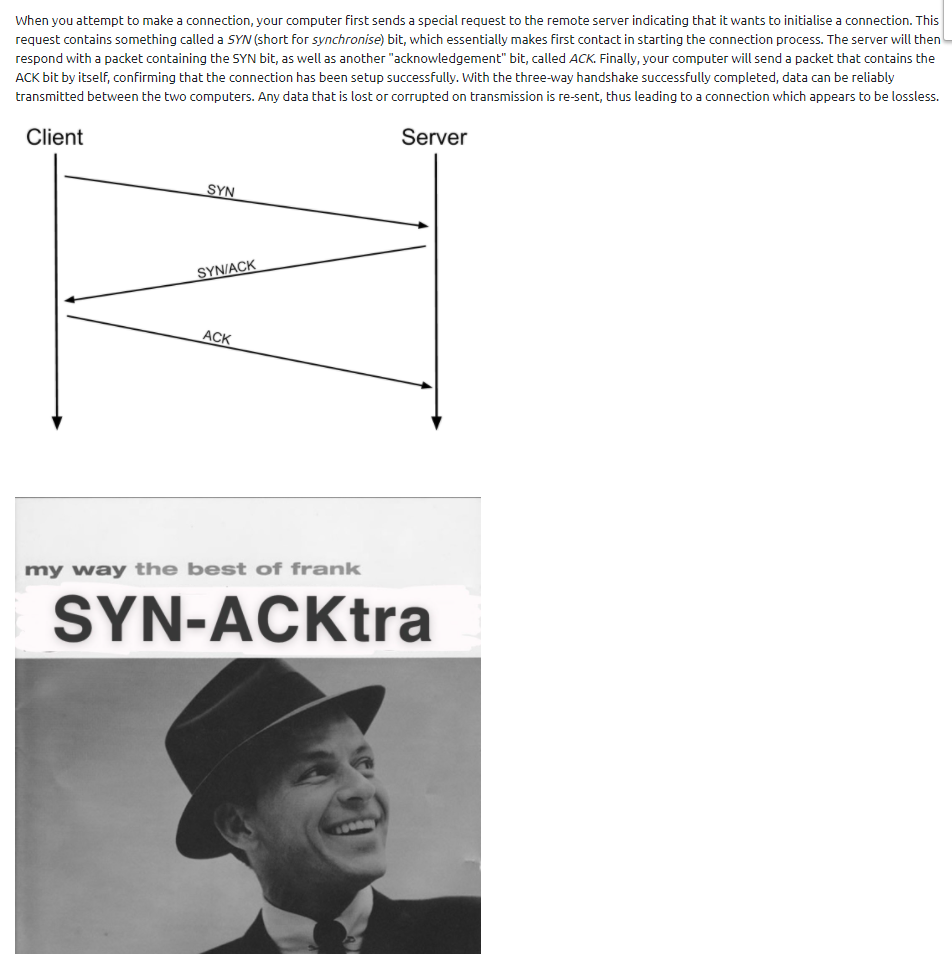 When you attempt to make a connection, your computer first sends a special request to the remote server indicating that it wants to initialise a connection. This
request contains something called a SYN (short for synchronise) bit, which essentially makes first contact in starting the connection process. The server will then
respond with a packet containing the SYN bit, as well as another "acknowledgement" bit, called ACK. Finally, your computer will send a packet that contains the
ACK bit by itself, confirming that the connection has been setup successfully. With the three-way handshake successfully completed, data can be reliably
transmitted between the two computers. Any data that is lost or corrupted on transmission is re-sent, thus leading to a connection which appears to be lossless.
Client Server
SYN
SYN/ACK
ACK
my way the best of frank
SYN-ACKtra